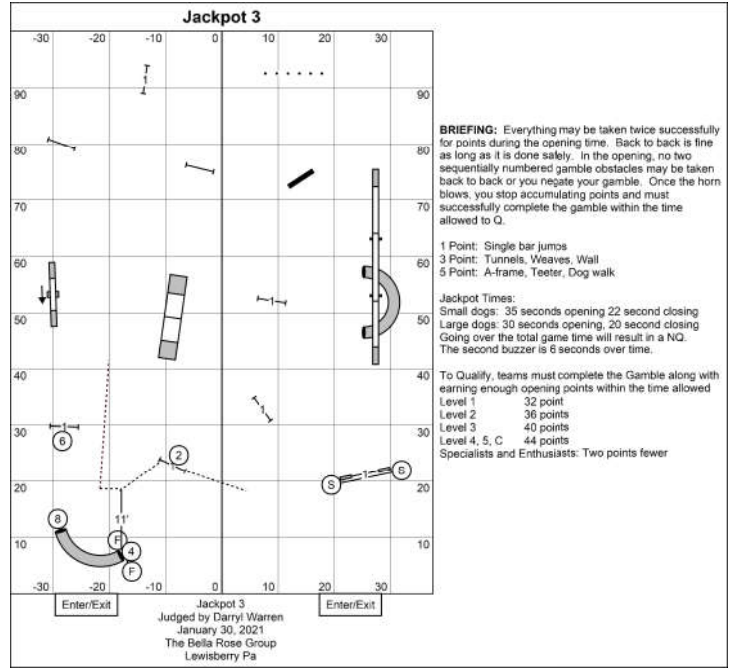 Jackpot 3
-30 -20 -10 0 10 20 30
90 90
1
80 80
BRIEFING: Everything may be taken twice successfully
for points during the opening time. Back to back is fine
as long as it is done safely. In the opening, no two
sequentially numbered gamble obstacles may be taken
back to back or you negate your gamble. Once the horn
blows, you stop accumulating points and must
successfully complete the gamble within the time
allowed to Q.
70 70
1 Point: Single bar jumps
3 Point: Tunnels, Weaves, Wall
5 Point: A-frame, Teeter, Dog walk
60 60
Jackpot Times:
Small dogs: 35 seconds opening 22 second closing
Large dogs: 30 seconds opening, 20 second closing
Going over the total game time will result in a NQ.
The second buzzer is 6 seconds over time.
1
50 50
40 40
To Qualify, teams must complete the Gamble along with
earning enough opening points within the time allowed
Level 1 32 point
Level 2 36 points
Level 3 40 points
Level 4, 5, C 44 points
Specialists and Enthusiasts: Two points fewer
1
30 1 30
6
2
1
S 1 S
20 20
8 11'
F 4
10 F 10
-30 -20 -10 0 10 20 30
Enter/Exit Enter/Exit
Jackpot 3
Judged by Darryl Warren
January 30, 2021
The Bella Rose Group
Lewisberry Pa